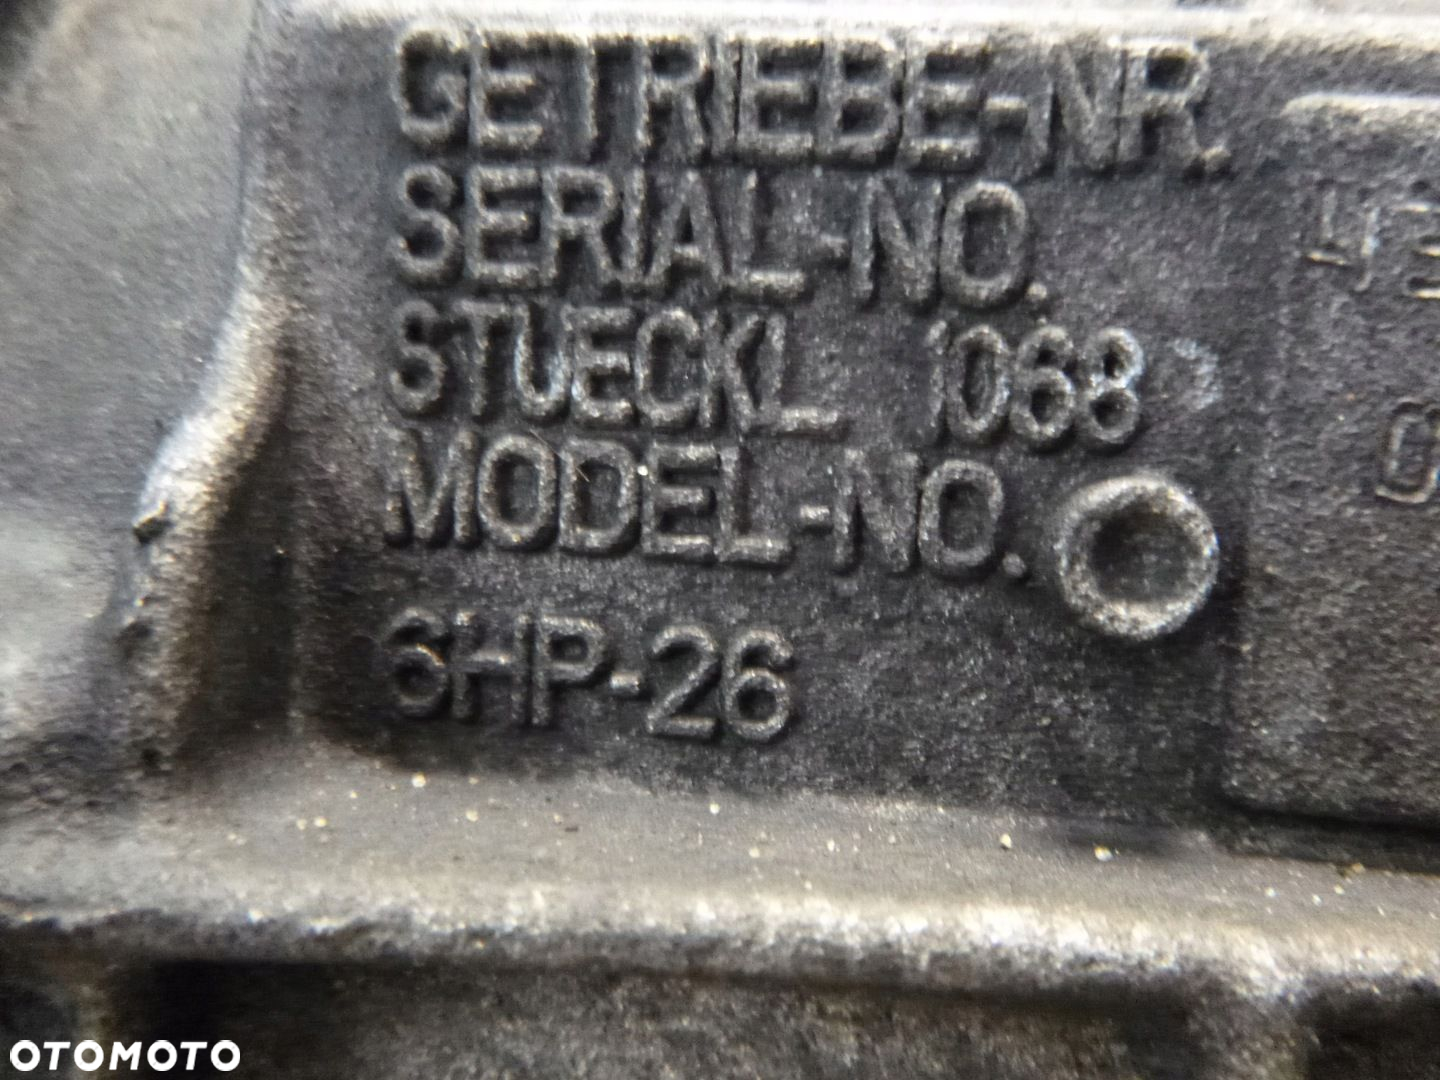 GETRIEBE-NR.
SERIAL-NO.
STUECKL. 1068
MODEL-NO.
6HP-26
OTOMOTO